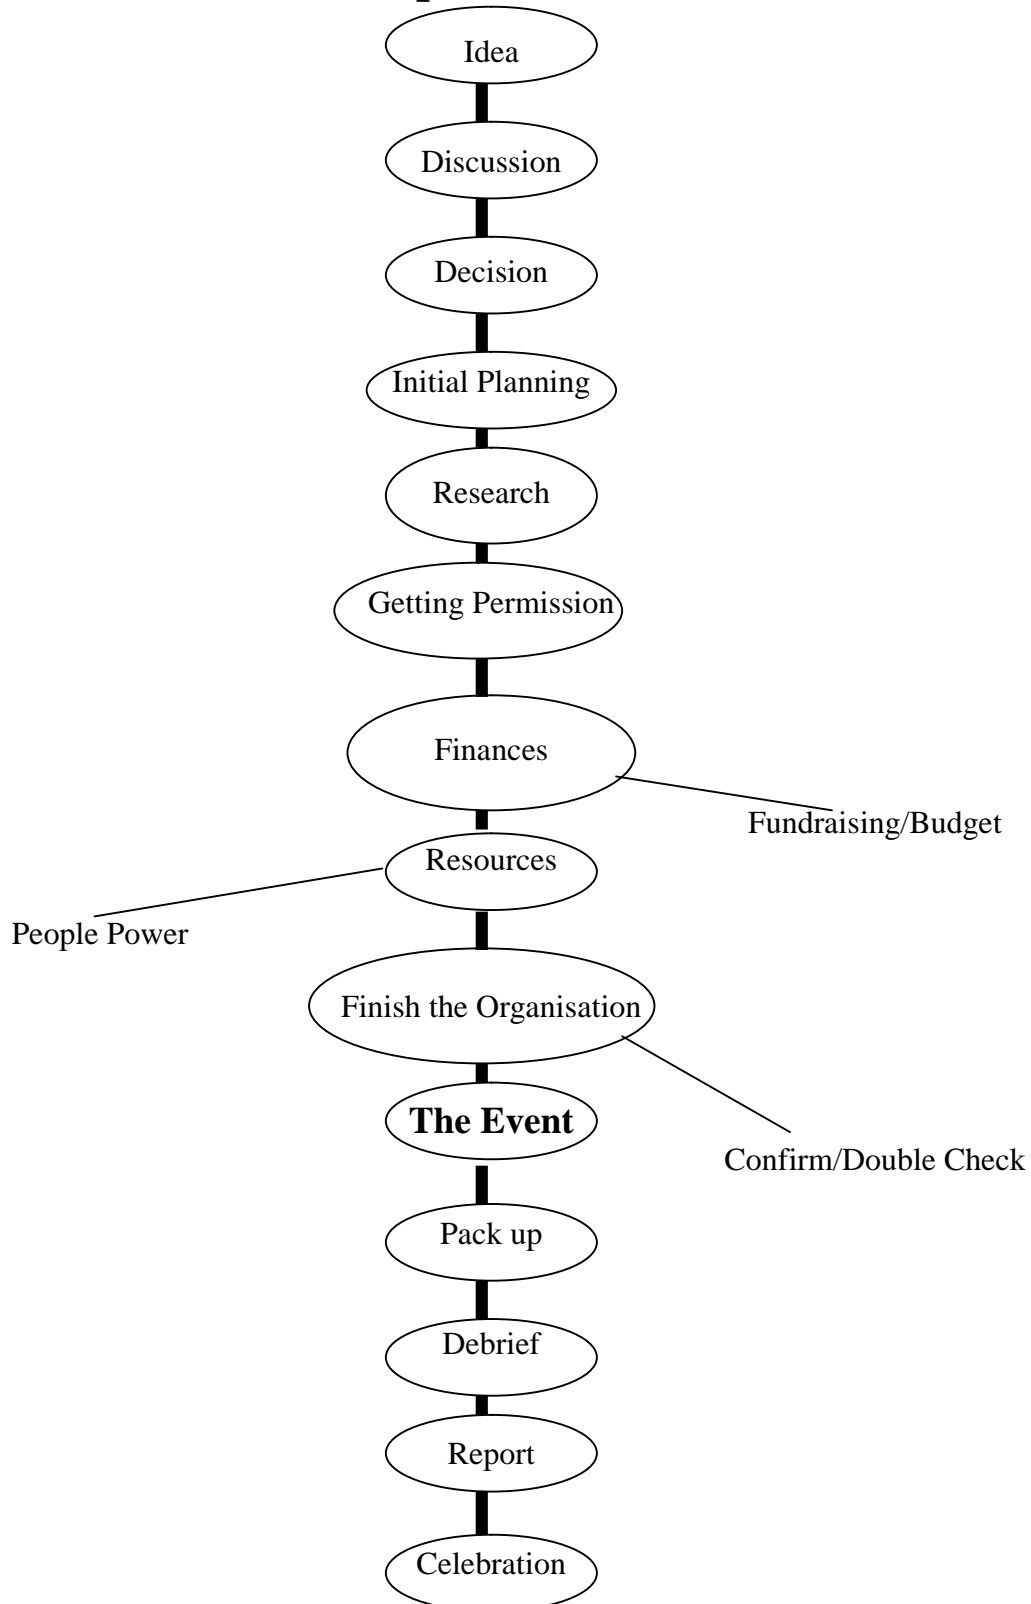 Idea
Discussion
Decision
Initial Planning
Research
Getting Permission
Finances
Fundraising/Budget
Resources
People Power
Finish the Organisation
The Event
Confirm/Double Check
Pack up
Debrief
Report
Celebration